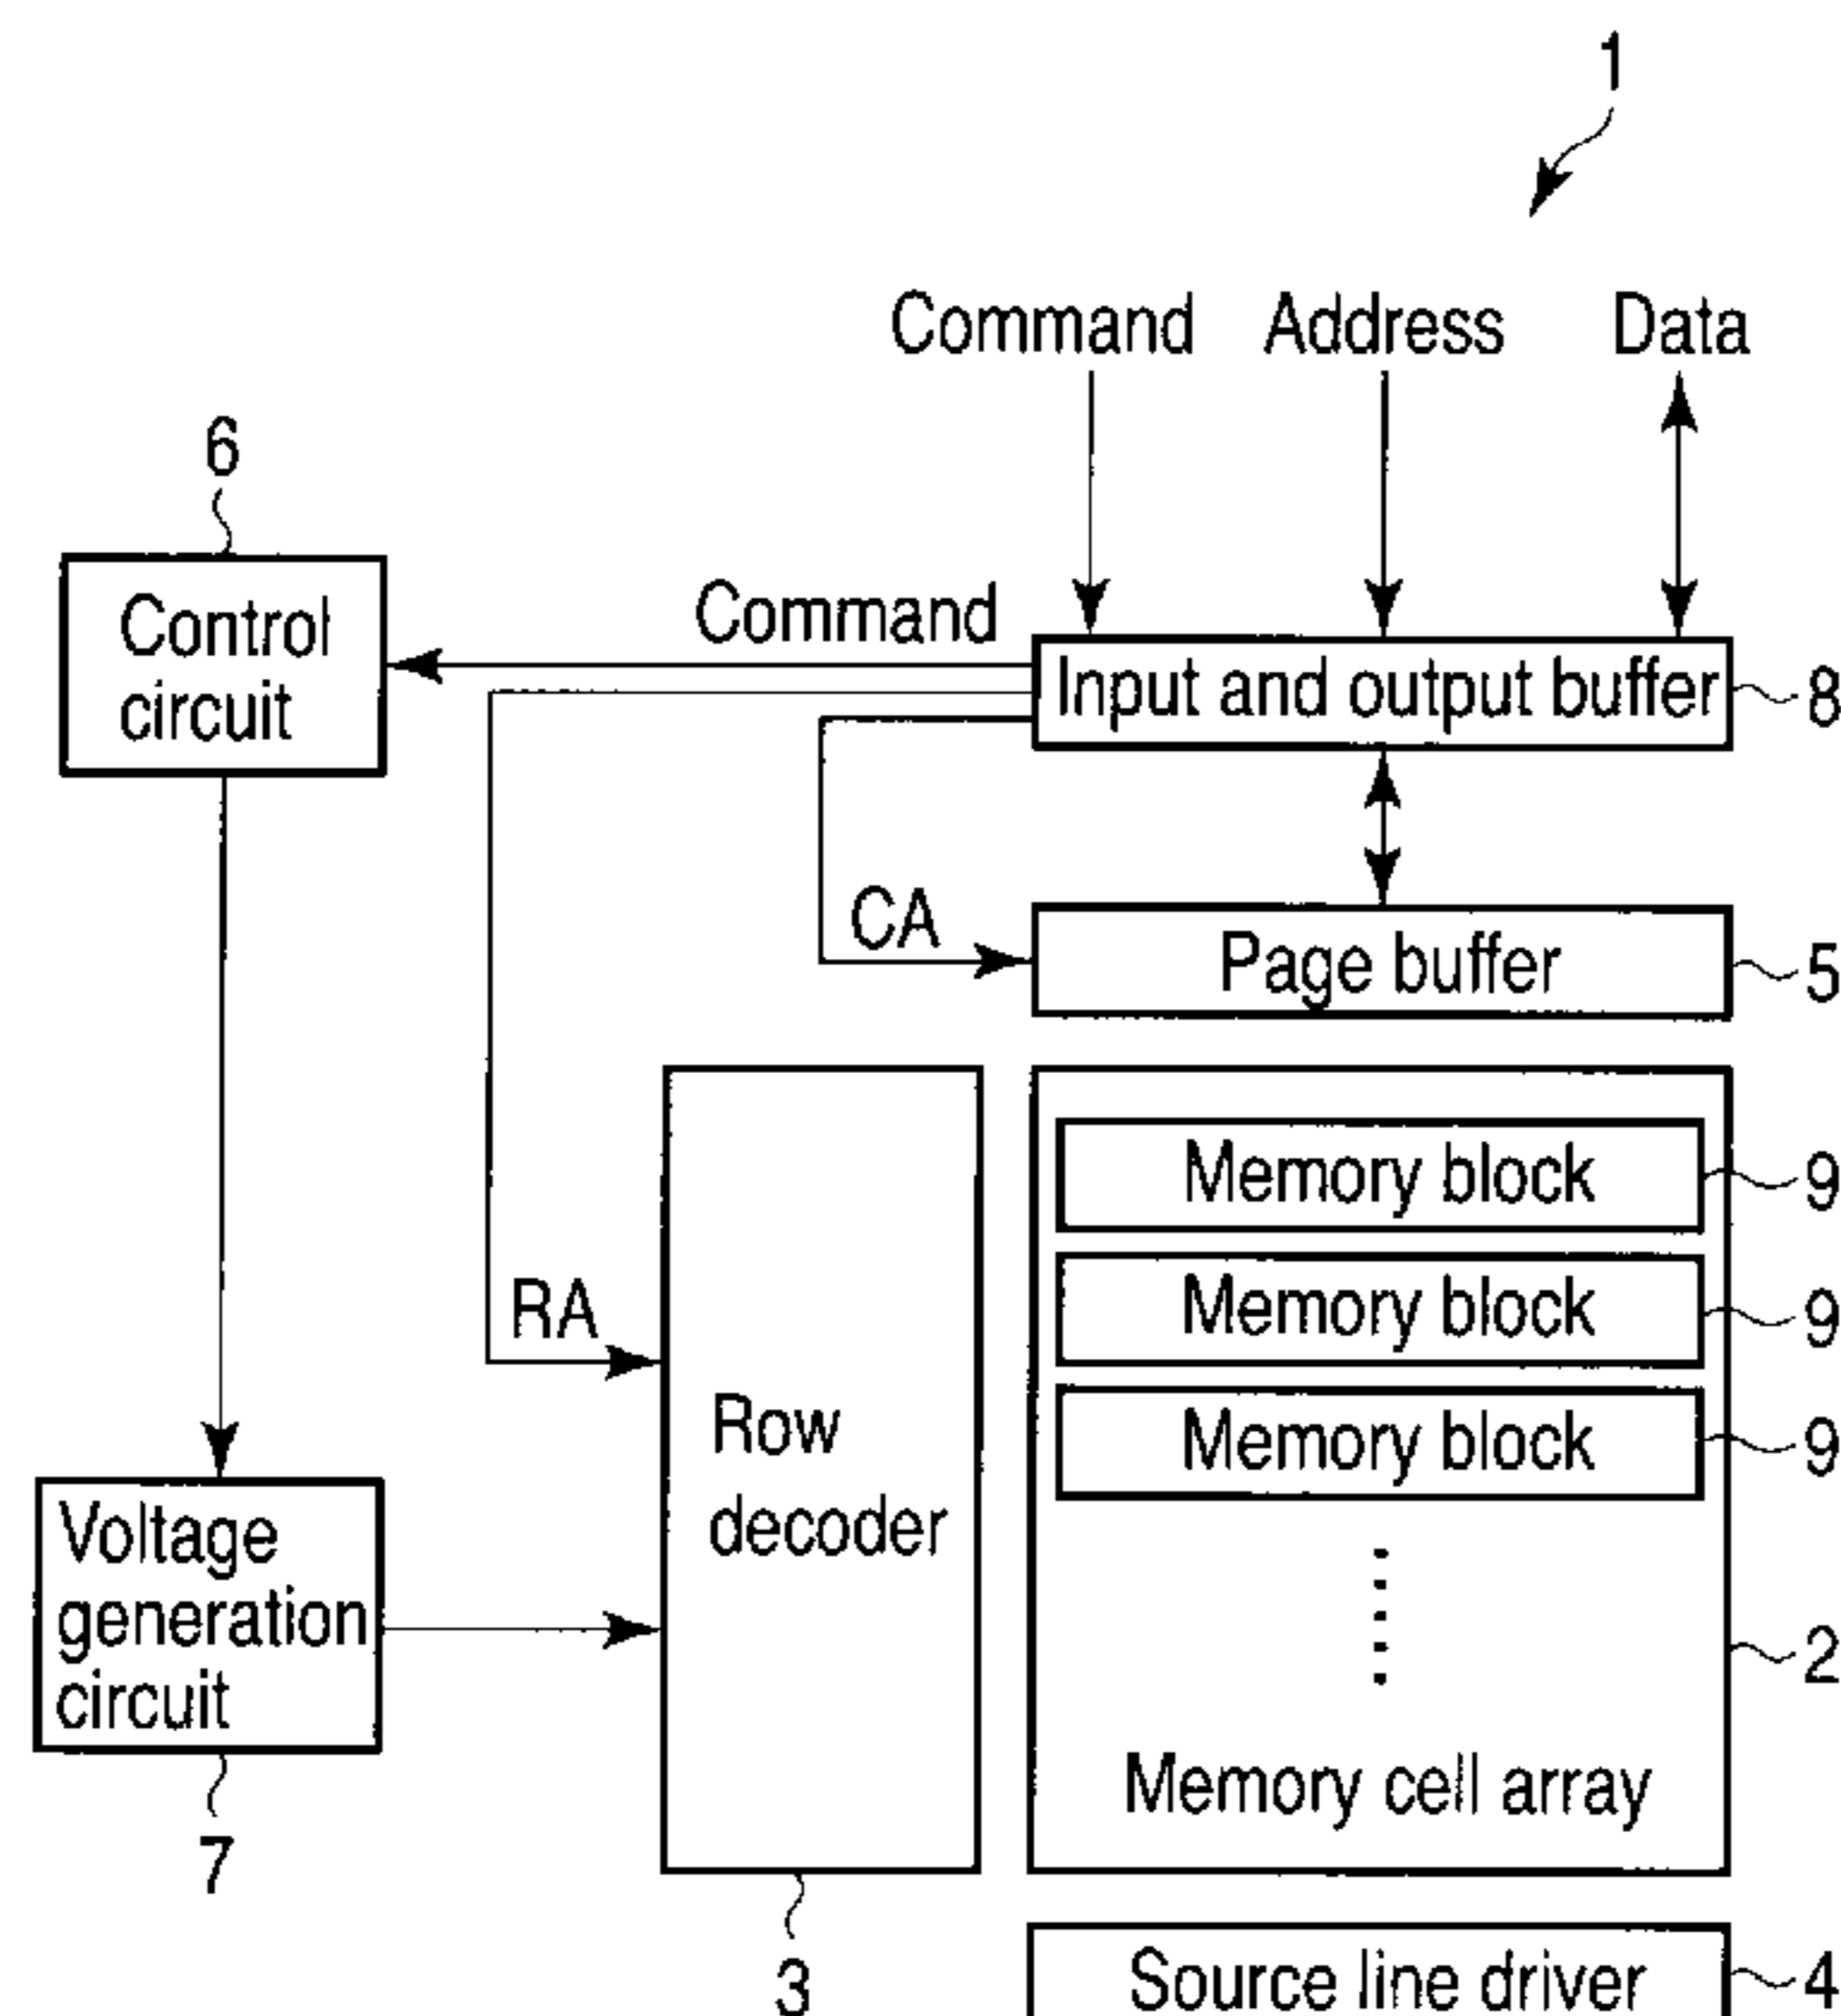 1
Command Address Data
6
Control
circuit
Command
Input and output buffer
8
CA
Page buffer
5
Memory block
9
Memory block
9
RA
Row
decoder
Memory block
9
Voltage
generation
circuit
2
Memory cell array
7
3
Source line driver
4